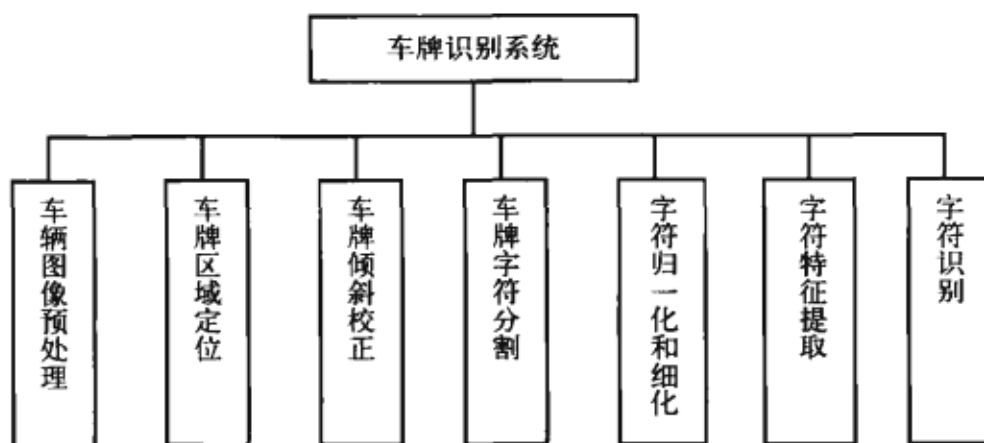 车牌识别系统
车辆图像预处理
车牌区域定位
车牌倾斜校正
车牌字符分割
字符归一化和细化
字符特征提取
字符识别